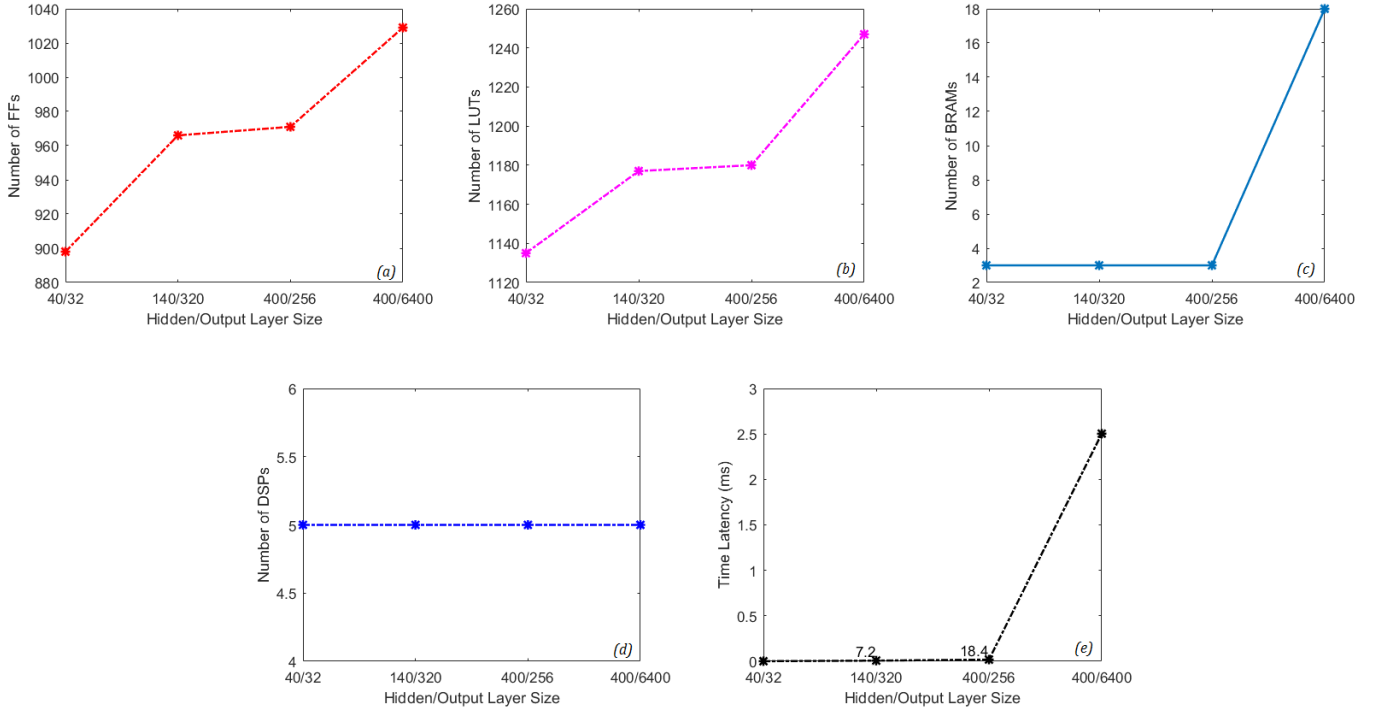 1040
1020
1000
980
960
940
920
900
880
Number of FFs
40/32 140/320 400/256 400/6400
Hidden/Output Layer Size
(a)
1260
1240
1220
1200
1180
1160
1140
1120
Number of LUTs
40/32 140/320 400/256 400/6400
Hidden/Output Layer Size
(b)
18
16
14
12
10
8
6
4
2
Number of BRAMs
40/32 140/320 400/256 400/6400
Hidden/Output Layer Size
(c)
6
5.5
5
4.5
4
Number of DSPs
40/32 140/320 400/256 400/6400
Hidden/Output Layer Size
(d)
3
2.5
2
1.5
1
0.5
0
Time Latency (ms)
7.2 18.4
40/32 140/320 400/256 400/6400
Hidden/Output Layer Size
(e)